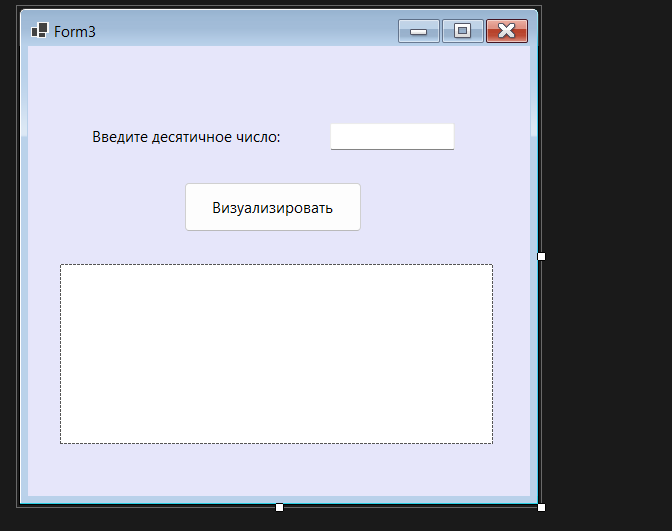 Form3
Введите десятичное число:
Визуализировать